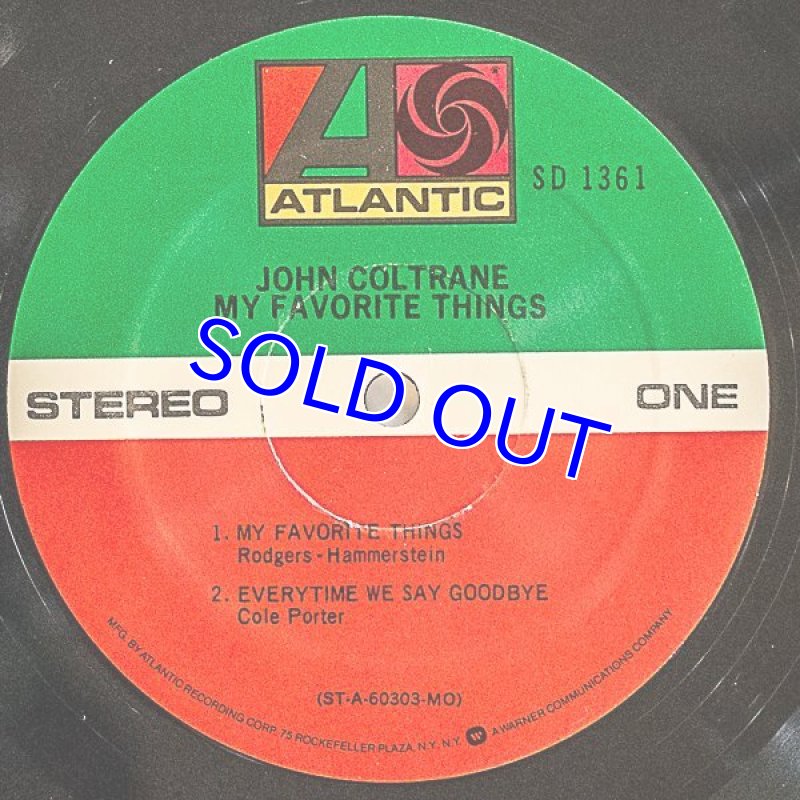 ATLANTIC
SD 1361
JOHN COLTRANE
MY FAVORITE THINGS
SOLD OUT
STEREO
ONE
1. MY FAVORITE THINGS
Rodgers-Hammerstein
2. EVERYTIME WE SAY GOODBYE
Cole Porter
(ST-A-60303-MO)
MFG. BY ATLANTIC RECORDING CORP. 75 ROCKEFELLER PLAZA, N.Y. N.Y. A WARNER COMMUNICATIONS COMPANY